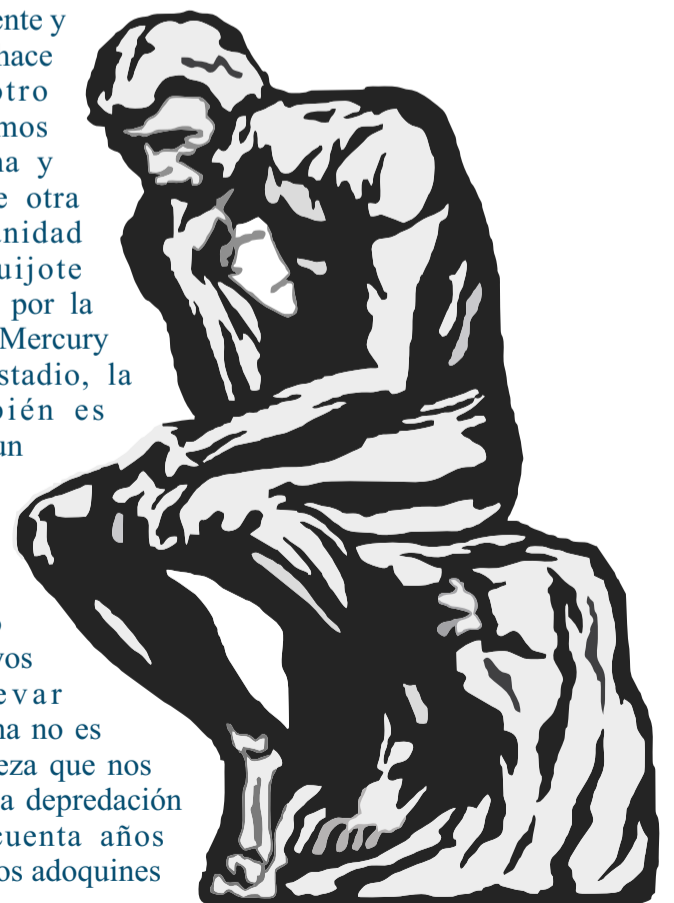 ente y
hace
otro
mos
na y
e otra
unidad
uijote
por la
Mercury
stadio, la
bién es
un
o
vos
evar
na no es
eza que nos
a depredación
cuenta años
os adoquines